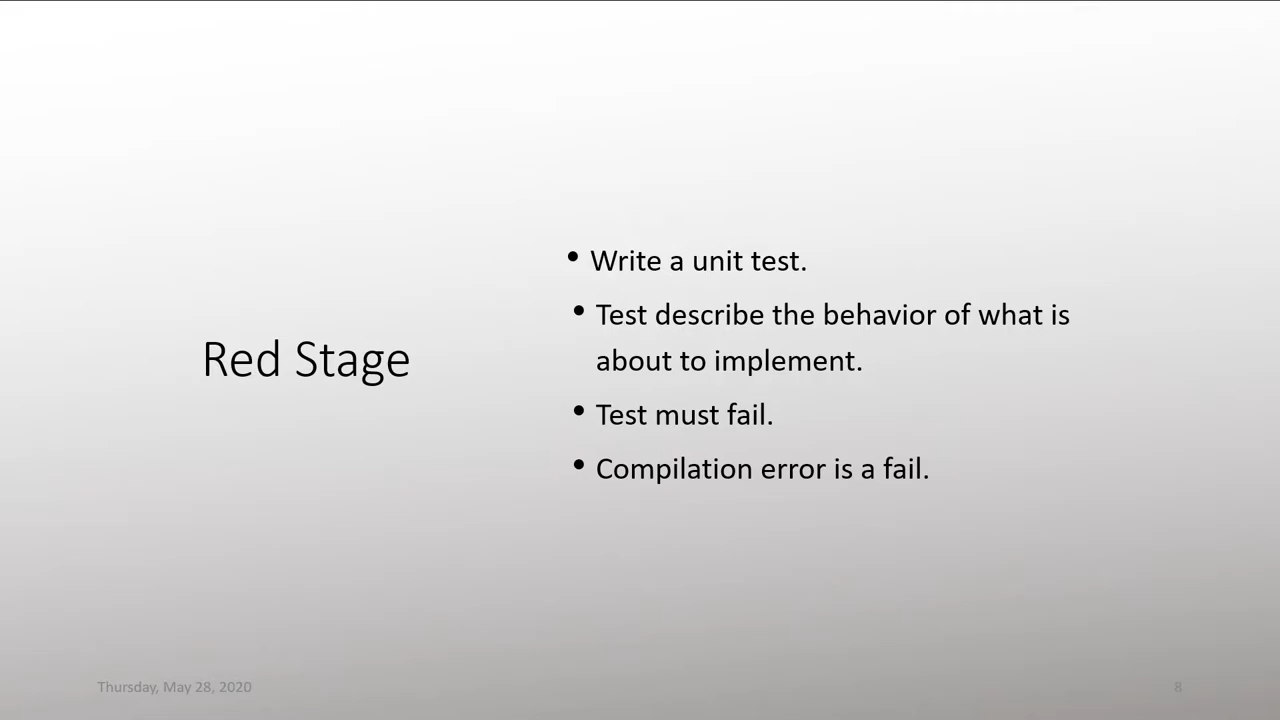 Red Stage
• Write a unit test.
• Test describe the behavior of what is
about to implement.
• Test must fail.
• Compilation error is a fail.
Thursday, May 28, 2020
8